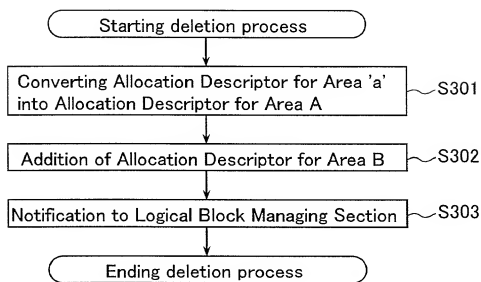 Starting deletion process
Converting Allocation Descriptor for Area 'a'
into Allocation Descriptor for Area A
S301
Addition of Allocation Descriptor for Area B
S302
Notification to Logical Block Managing Section
S303
Ending deletion process